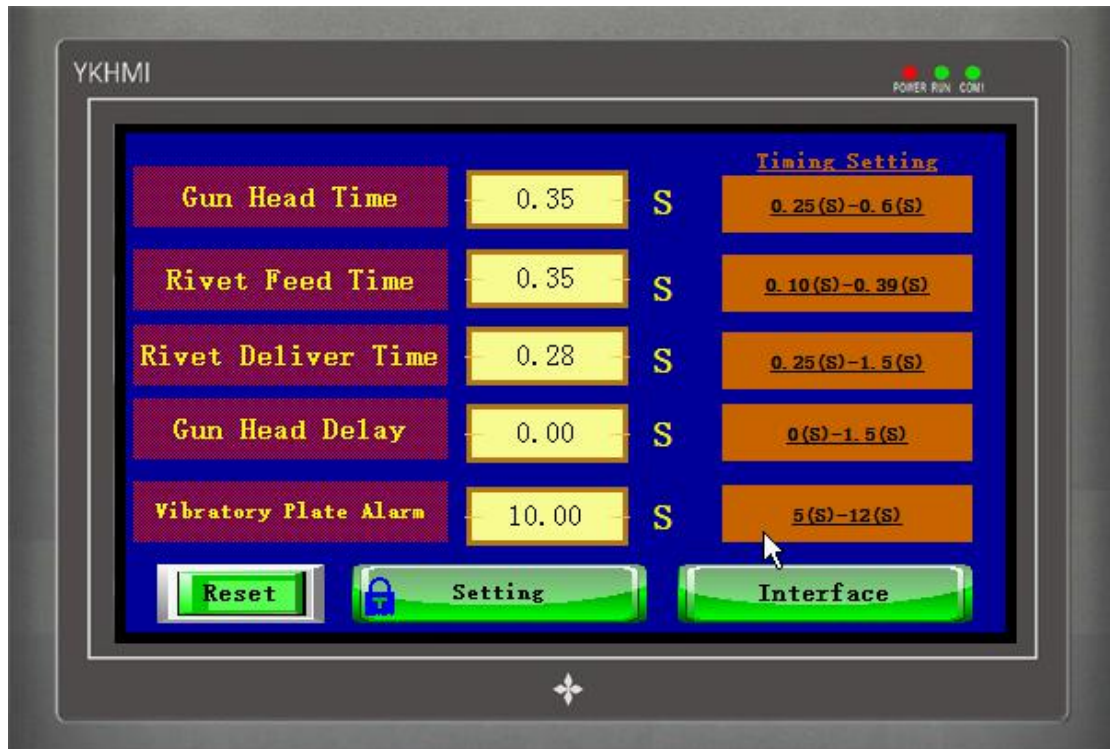 YKHMI
POWER RUN COM1
Timing Setting
Gun Head Time 0.35 S 0.25(S)-0.6(S)
Rivet Feed Time 0.35 S 0.10(S)-0.39(S)
Rivet Deliver Time 0.28 S 0.25(S)-1.5(S)
Gun Head Delay 0.00 S 0(S)-1.5(S)
Vibratory Plate Alarm 10.00 S 5(S)-12(S)
Reset Setting Interface